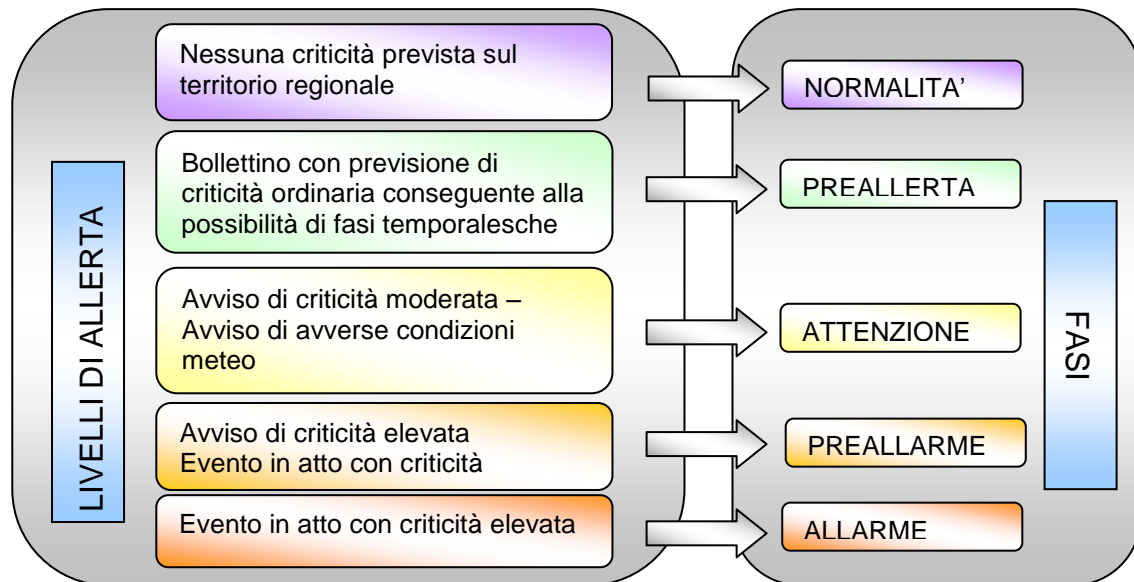 LIVELLI DI ALLERTA
Nessuna criticità prevista sul
territorio regionale
NORMALITA’
Bollettino con previsione di
criticità ordinaria conseguente alla
possibilità di fasi temporalesche
PREALLERTA
Avviso di criticità moderata –
Avviso di avverse condizioni
meteo
ATTENZIONE
Avviso di criticità elevata
Evento in atto con criticità
PREALLARME
Evento in atto con criticità elevata
ALLARME
FASI